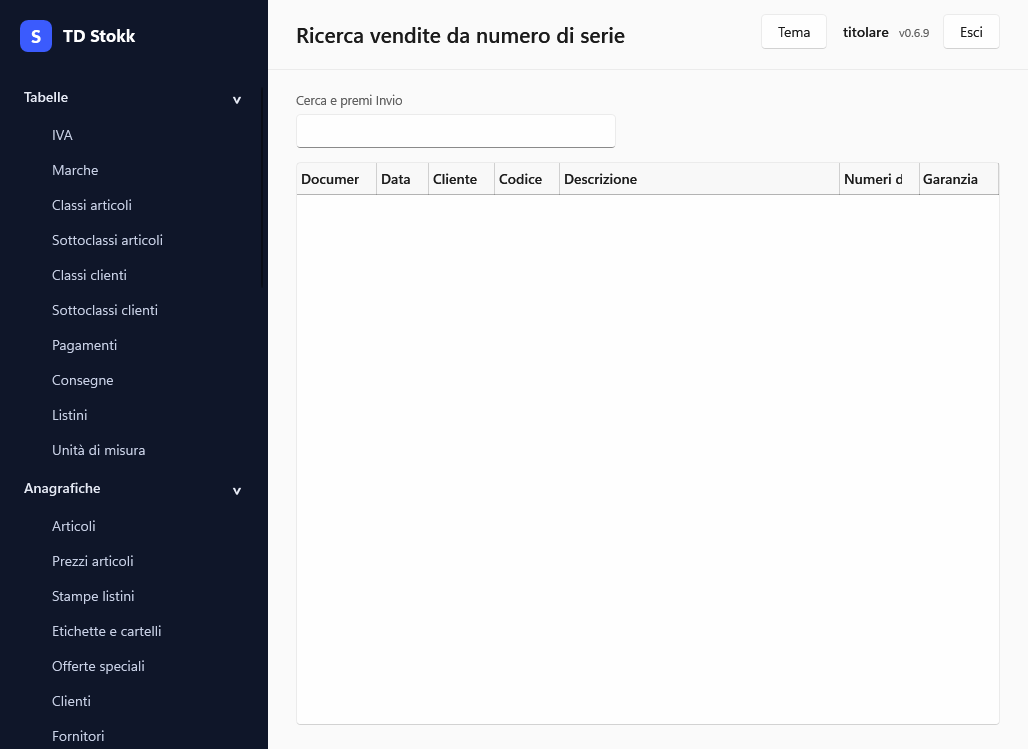 S TD Stokk
Tabelle
IVA
Marche
Classi articoli
Sottoclassi articoli
Classi clienti
Sottoclassi clienti
Pagamenti
Consegne
Listini
Unità di misura
Anagrafiche
Articoli
Prezzi articoli
Stampe listini
Etichette e cartelli
Offerte speciali
Clienti
Fornitori
Ricerca vendite da numero di serie
Tema titolare v0.6.9 Esci
Cerca e premi Invio
Documer Data Cliente Codice Descrizione Numeri d Garanzia